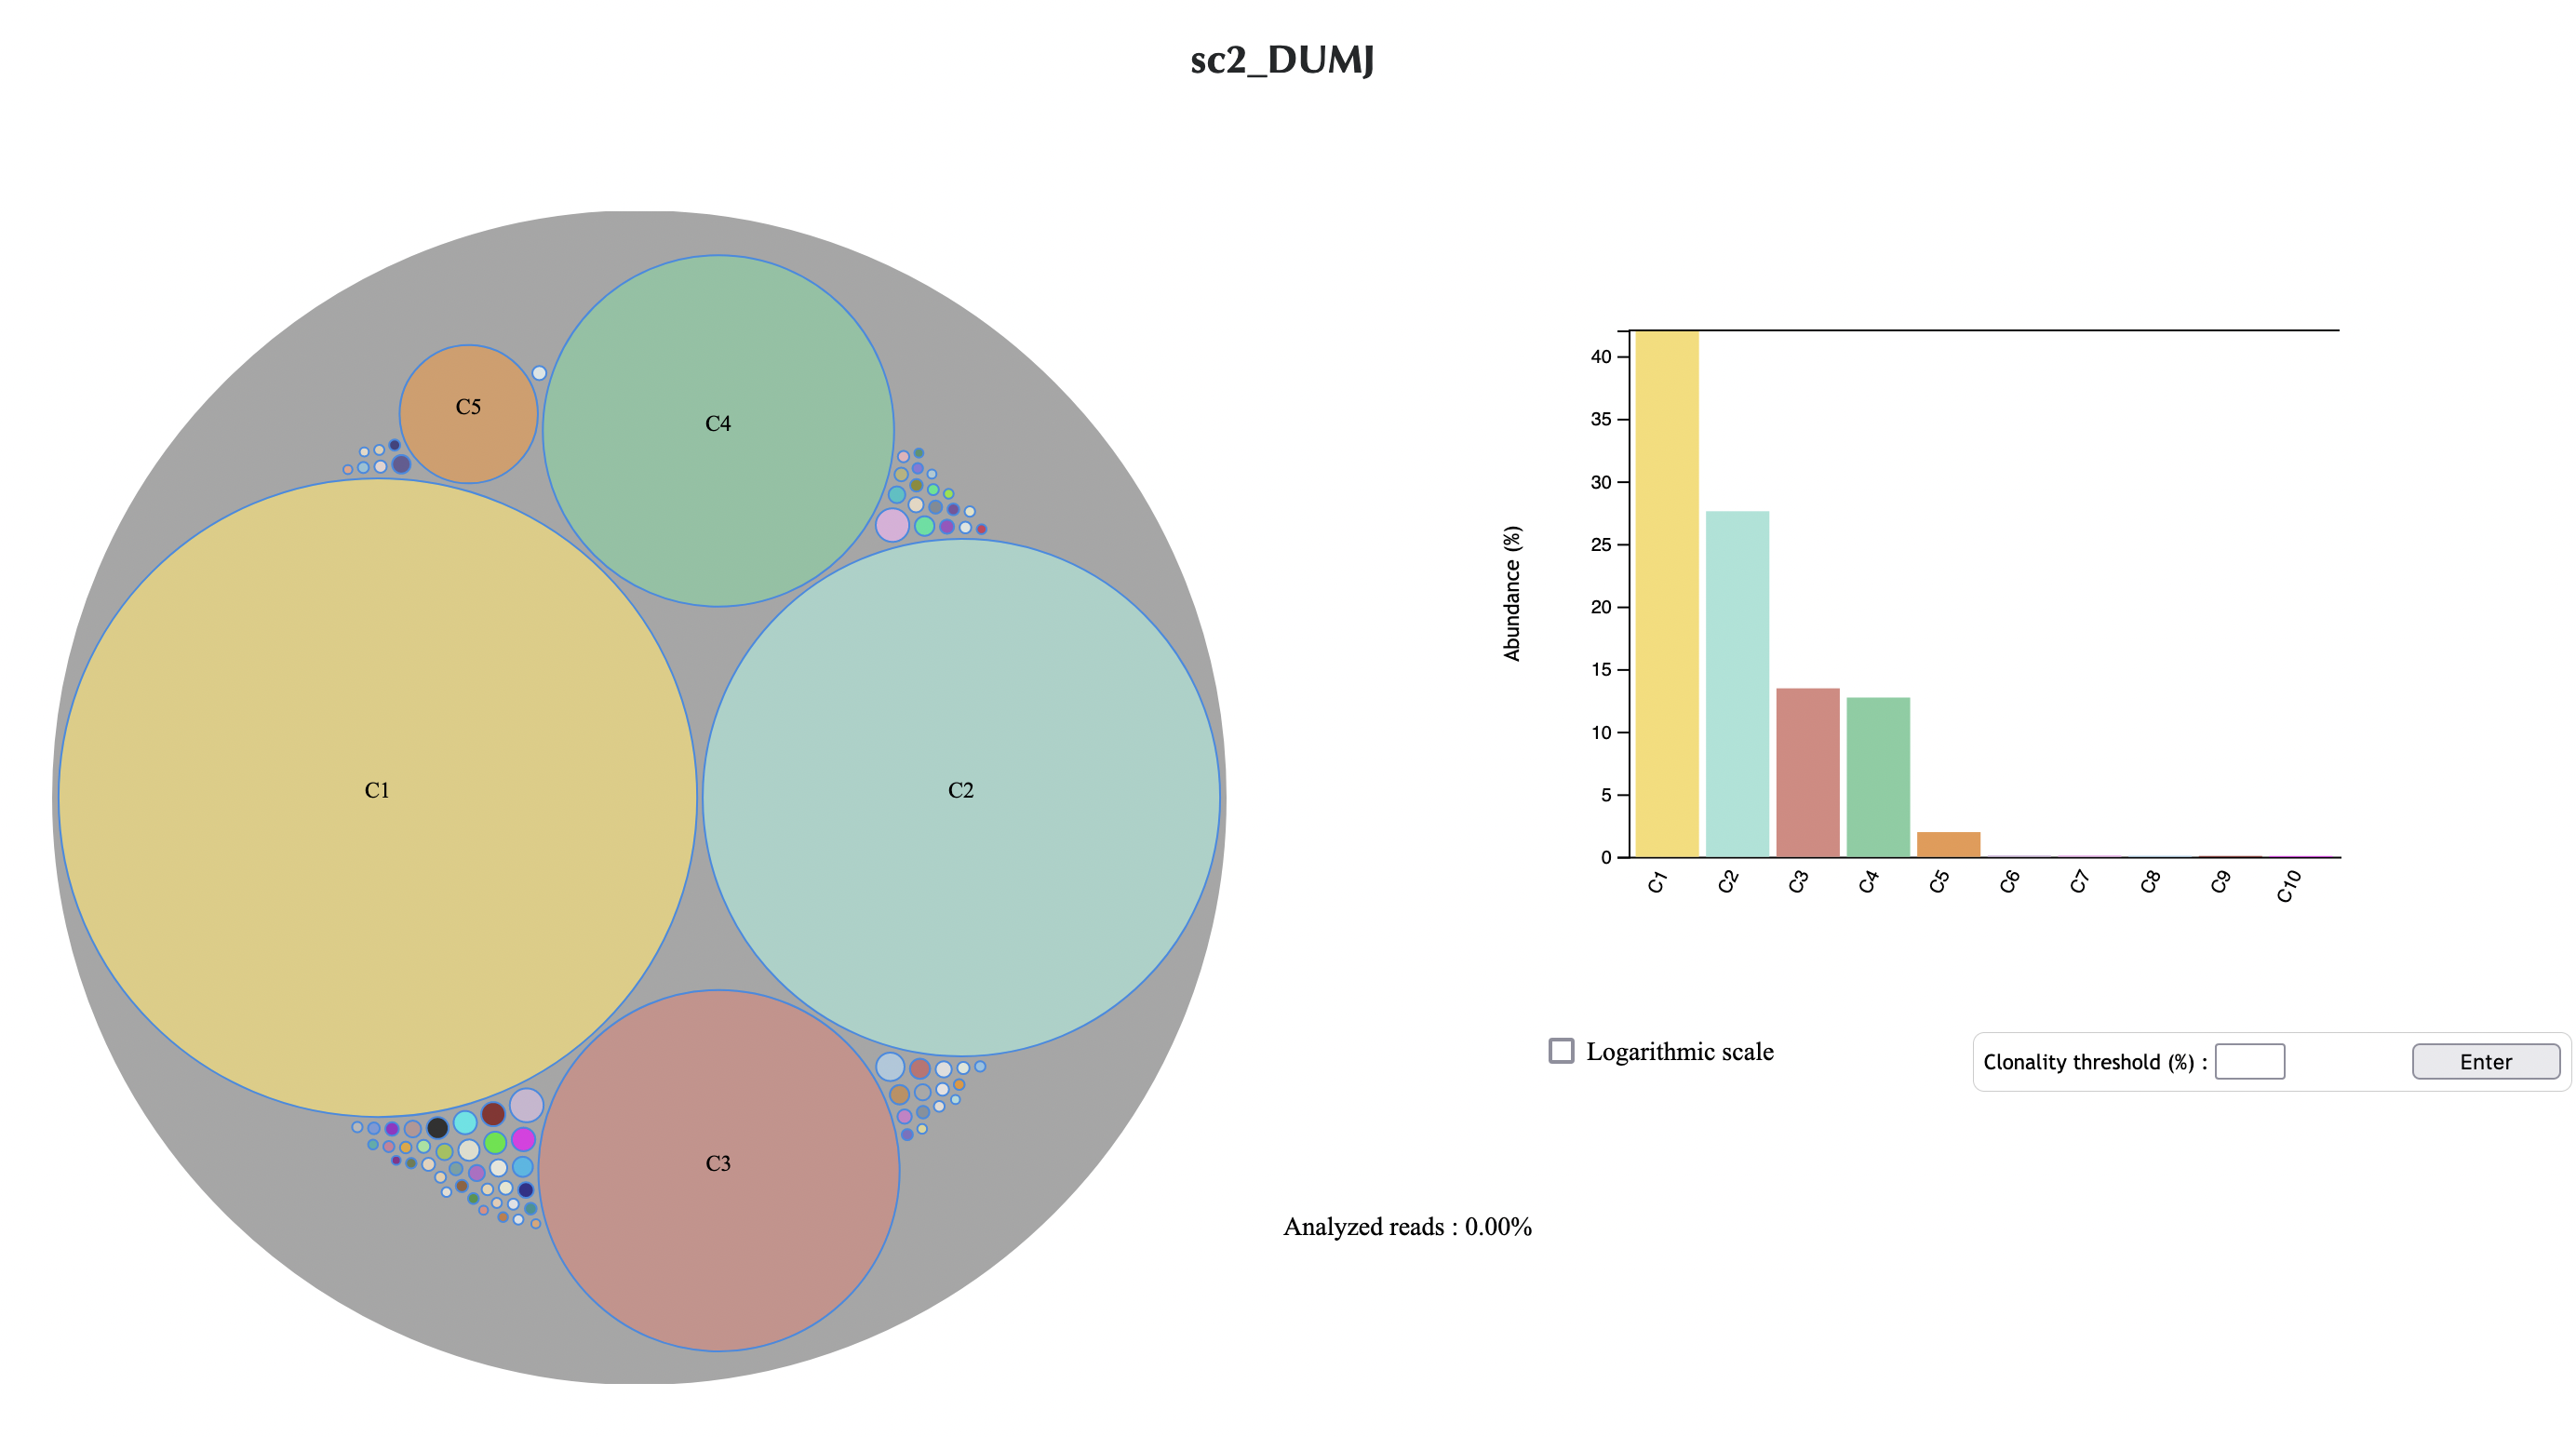 sc2_DUMJ
C5
C4
C1
C2
C3
Abundance (%)
40
35
30
25
20
15
10
5
0
C1
C2
C3
C4
C5
C6
C7
C8
C9
C10
Logarithmic scale
Clonality threshold (%) :
Enter
Analyzed reads : 0.00%